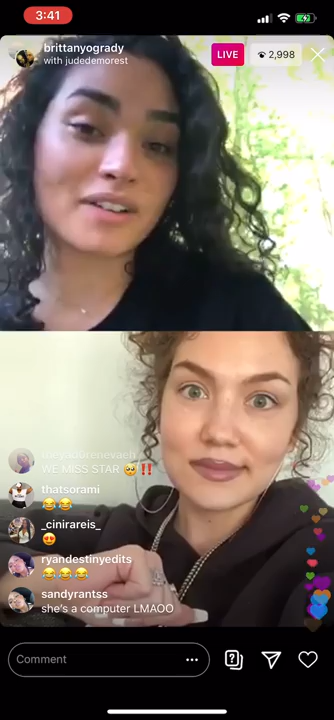 3:41
brittanyogrady
with judedemorest
LIVE
2,998
WE MISS STAR 🥺‼️
thatsorami
😂😂
_cinirareis_
😍
ryandestinyedits
😂😂😂
sandyrantss
she's a computer LMAOO
Comment